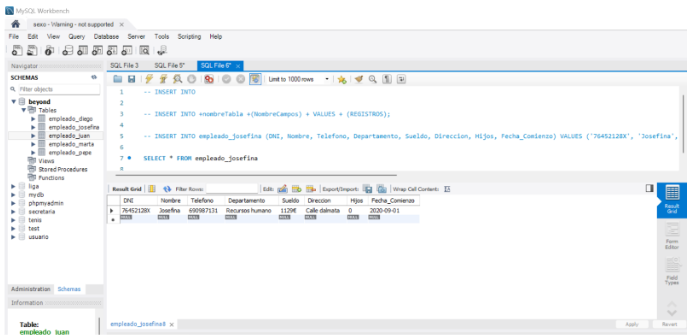 MySQL Workbench
sexo - Warning - not supported ×
File Edit View Query Database Server Tools Scripting Help
Navigator
SQL File 3 SQL File 5* SQL File 6* ×
SCHEMAS
Limit to 1000 rows
Filter objects
1 -- INSERT INTO
2
beyond
Tables
3 -- INSERT INTO +nombreTabla +(NombreCampos) + VALUES + (REGISTROS);
empleado_diego
4
empleado_josefina
5 -- INSERT INTO empleado_josefina (DNI, Nombre, Telefono, Departamento, Sueldo, Direccion, Hijos, Fecha_Comienzo) VALUES ('76452128X', 'Josefina',
empleado_juan
6
empleado_marta
empleado_pepe
7 SELECT * FROM empleado_josefina
Views
8
Stored Procedures
Functions
liga
Result Grid Filter Rows: Edit: Export/Import: Wrap Cell Content:
mydb
phpmyadmin
secretaria
tenis
test
usuario
DNI Nombre Telefono Departamento Sueldo Direccion Hijos Fecha_Comienzo
76452128X Josefina 690987131 Recursos humano 1129€ Calle dalmata 0 2020-09-01
NULL NULL NULL NULL NULL NULL NULL NULL
Result Grid
Form Editor
Field Types
Administration Schemas
Information
Table:
empleado_juan
empleado_josefina8 ×
Apply Revert